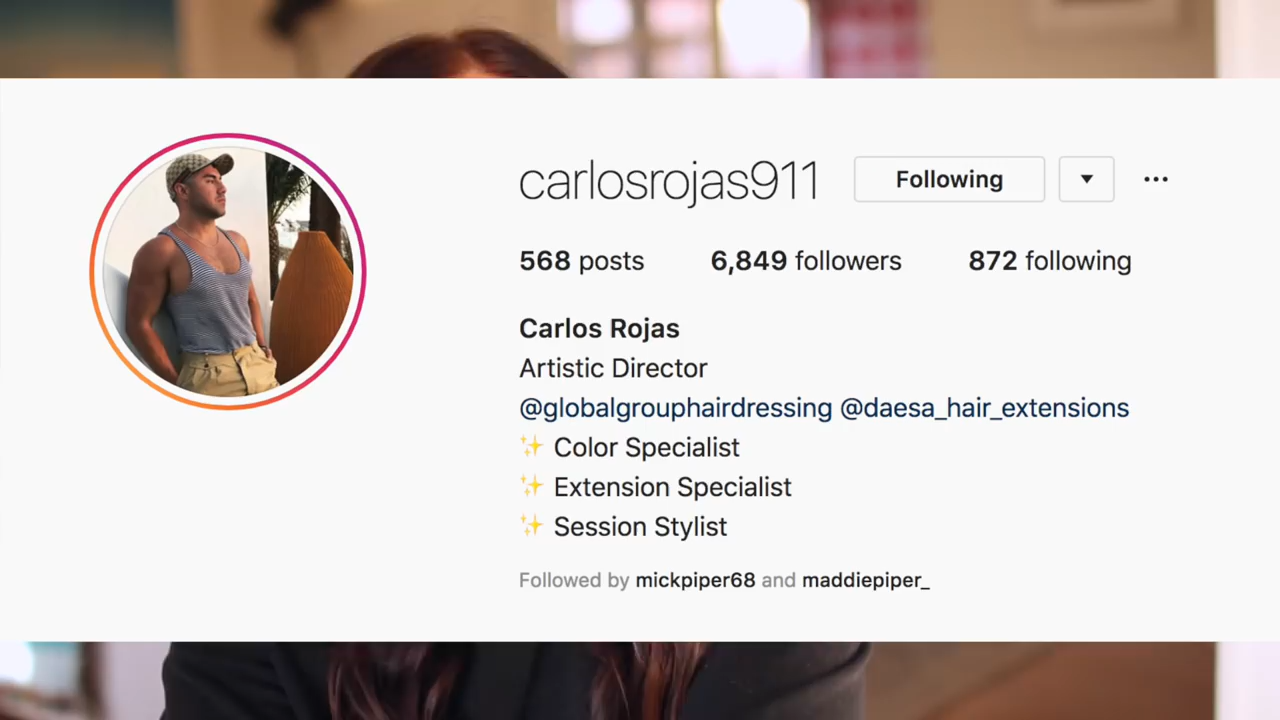 carlosrojas911 Following
568 posts 6,849 followers 872 following
Carlos Rojas
Artistic Director
@globalgrouphairdressing @daesa_hair_extensions
✨ Color Specialist
✨ Extension Specialist
✨ Session Stylist
Followed by mickpiper68 and maddiepiper_